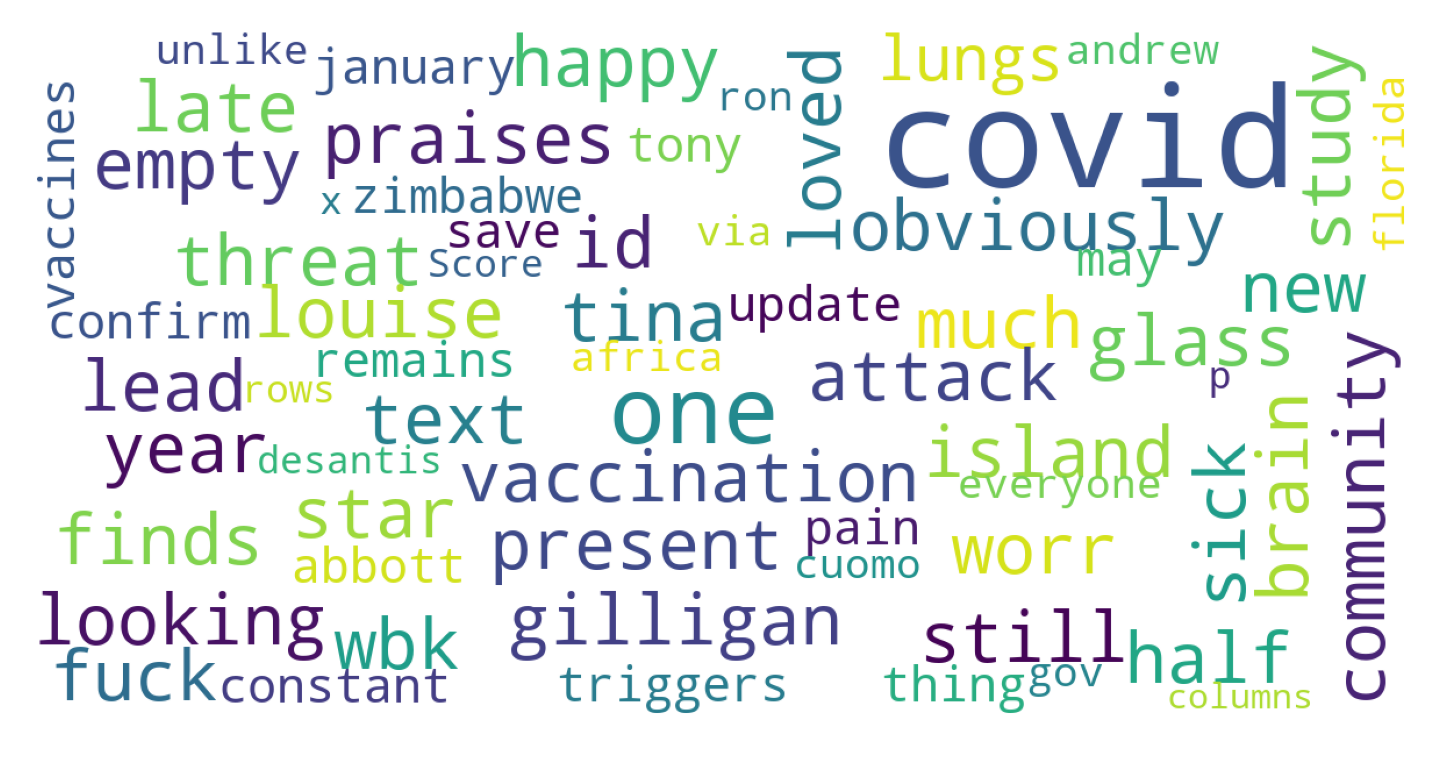 unlike january happy lungs andrew
vaccines late ron loved covid study florida
empty praises tony
x zimbabwe
save id via obviously
threat Score may new
confirm louise tina update much glass
remains africa attack p community
lead rows one
year text island brain
desantis vaccination everyone sick
finds star present pain worr
abbott cuomo
looking wbk gilligan still half
fuck constant triggers thing gov columns